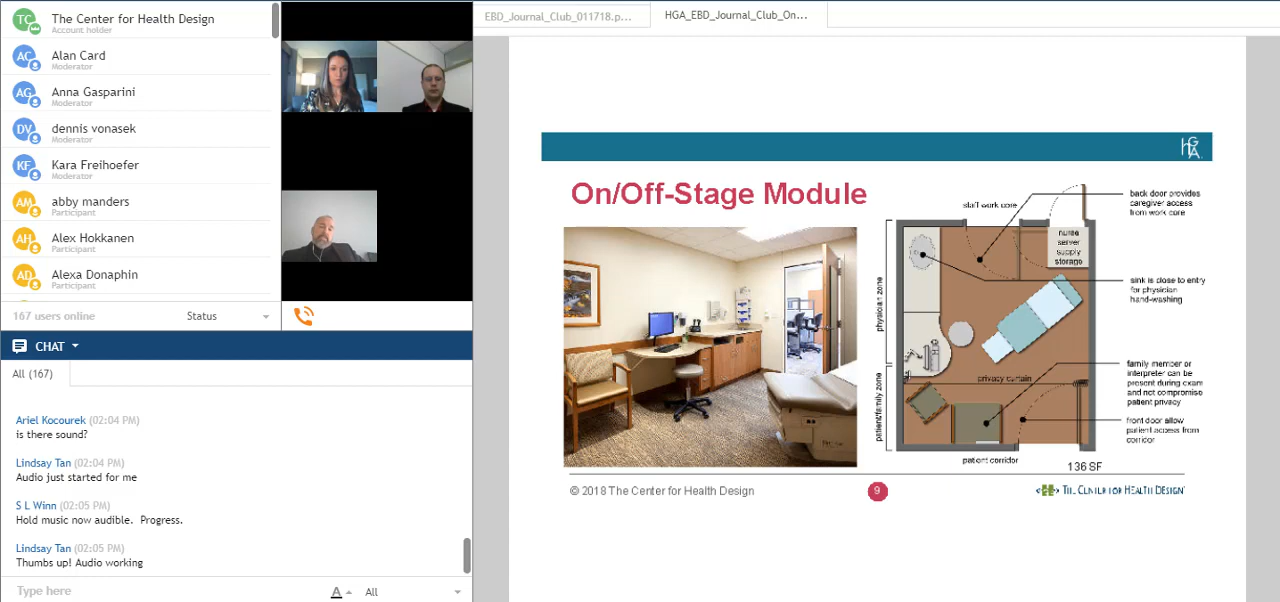 TC
The Center for Health Design
Account holder
AC
Alan Card
Moderator
AG
Anna Gasparini
Moderator
DV
dennis vonasek
Moderator
KF
Kara Freihoefer
Moderator
AM
abby manders
Participant
AH
Alex Hokkanen
Participant
AD
Alexa Donaphin
Participant
167 users online
Status
CHAT
All (167)
Ariel Kocourek (02:04 PM)
is there sound?
Lindsay Tan (02:04 PM)
Audio just started for me
S L Winn (02:05 PM)
Hold music now audible. Progress.
Lindsay Tan (02:05 PM)
Thumbs up! Audio working
Type here
A
All
EBD_Journal_Club_011718.p...
HGA_EBD_Journal_Club_On...
HGA
On/Off-Stage Module
staff work core
back door provides
caregiver access
from work core
nurse
server
supply
storage
sink is close to entry
for physician
hand-washing
physician zone
privacy curtain
family member or
interpreter can be
present during exam
and not compromise
patient privacy
patient/family zone
front door allow
patient access from
corridor
patient corridor
136 SF
© 2018 The Center for Health Design
9
THE CENTER FOR HEALTH DESIGN